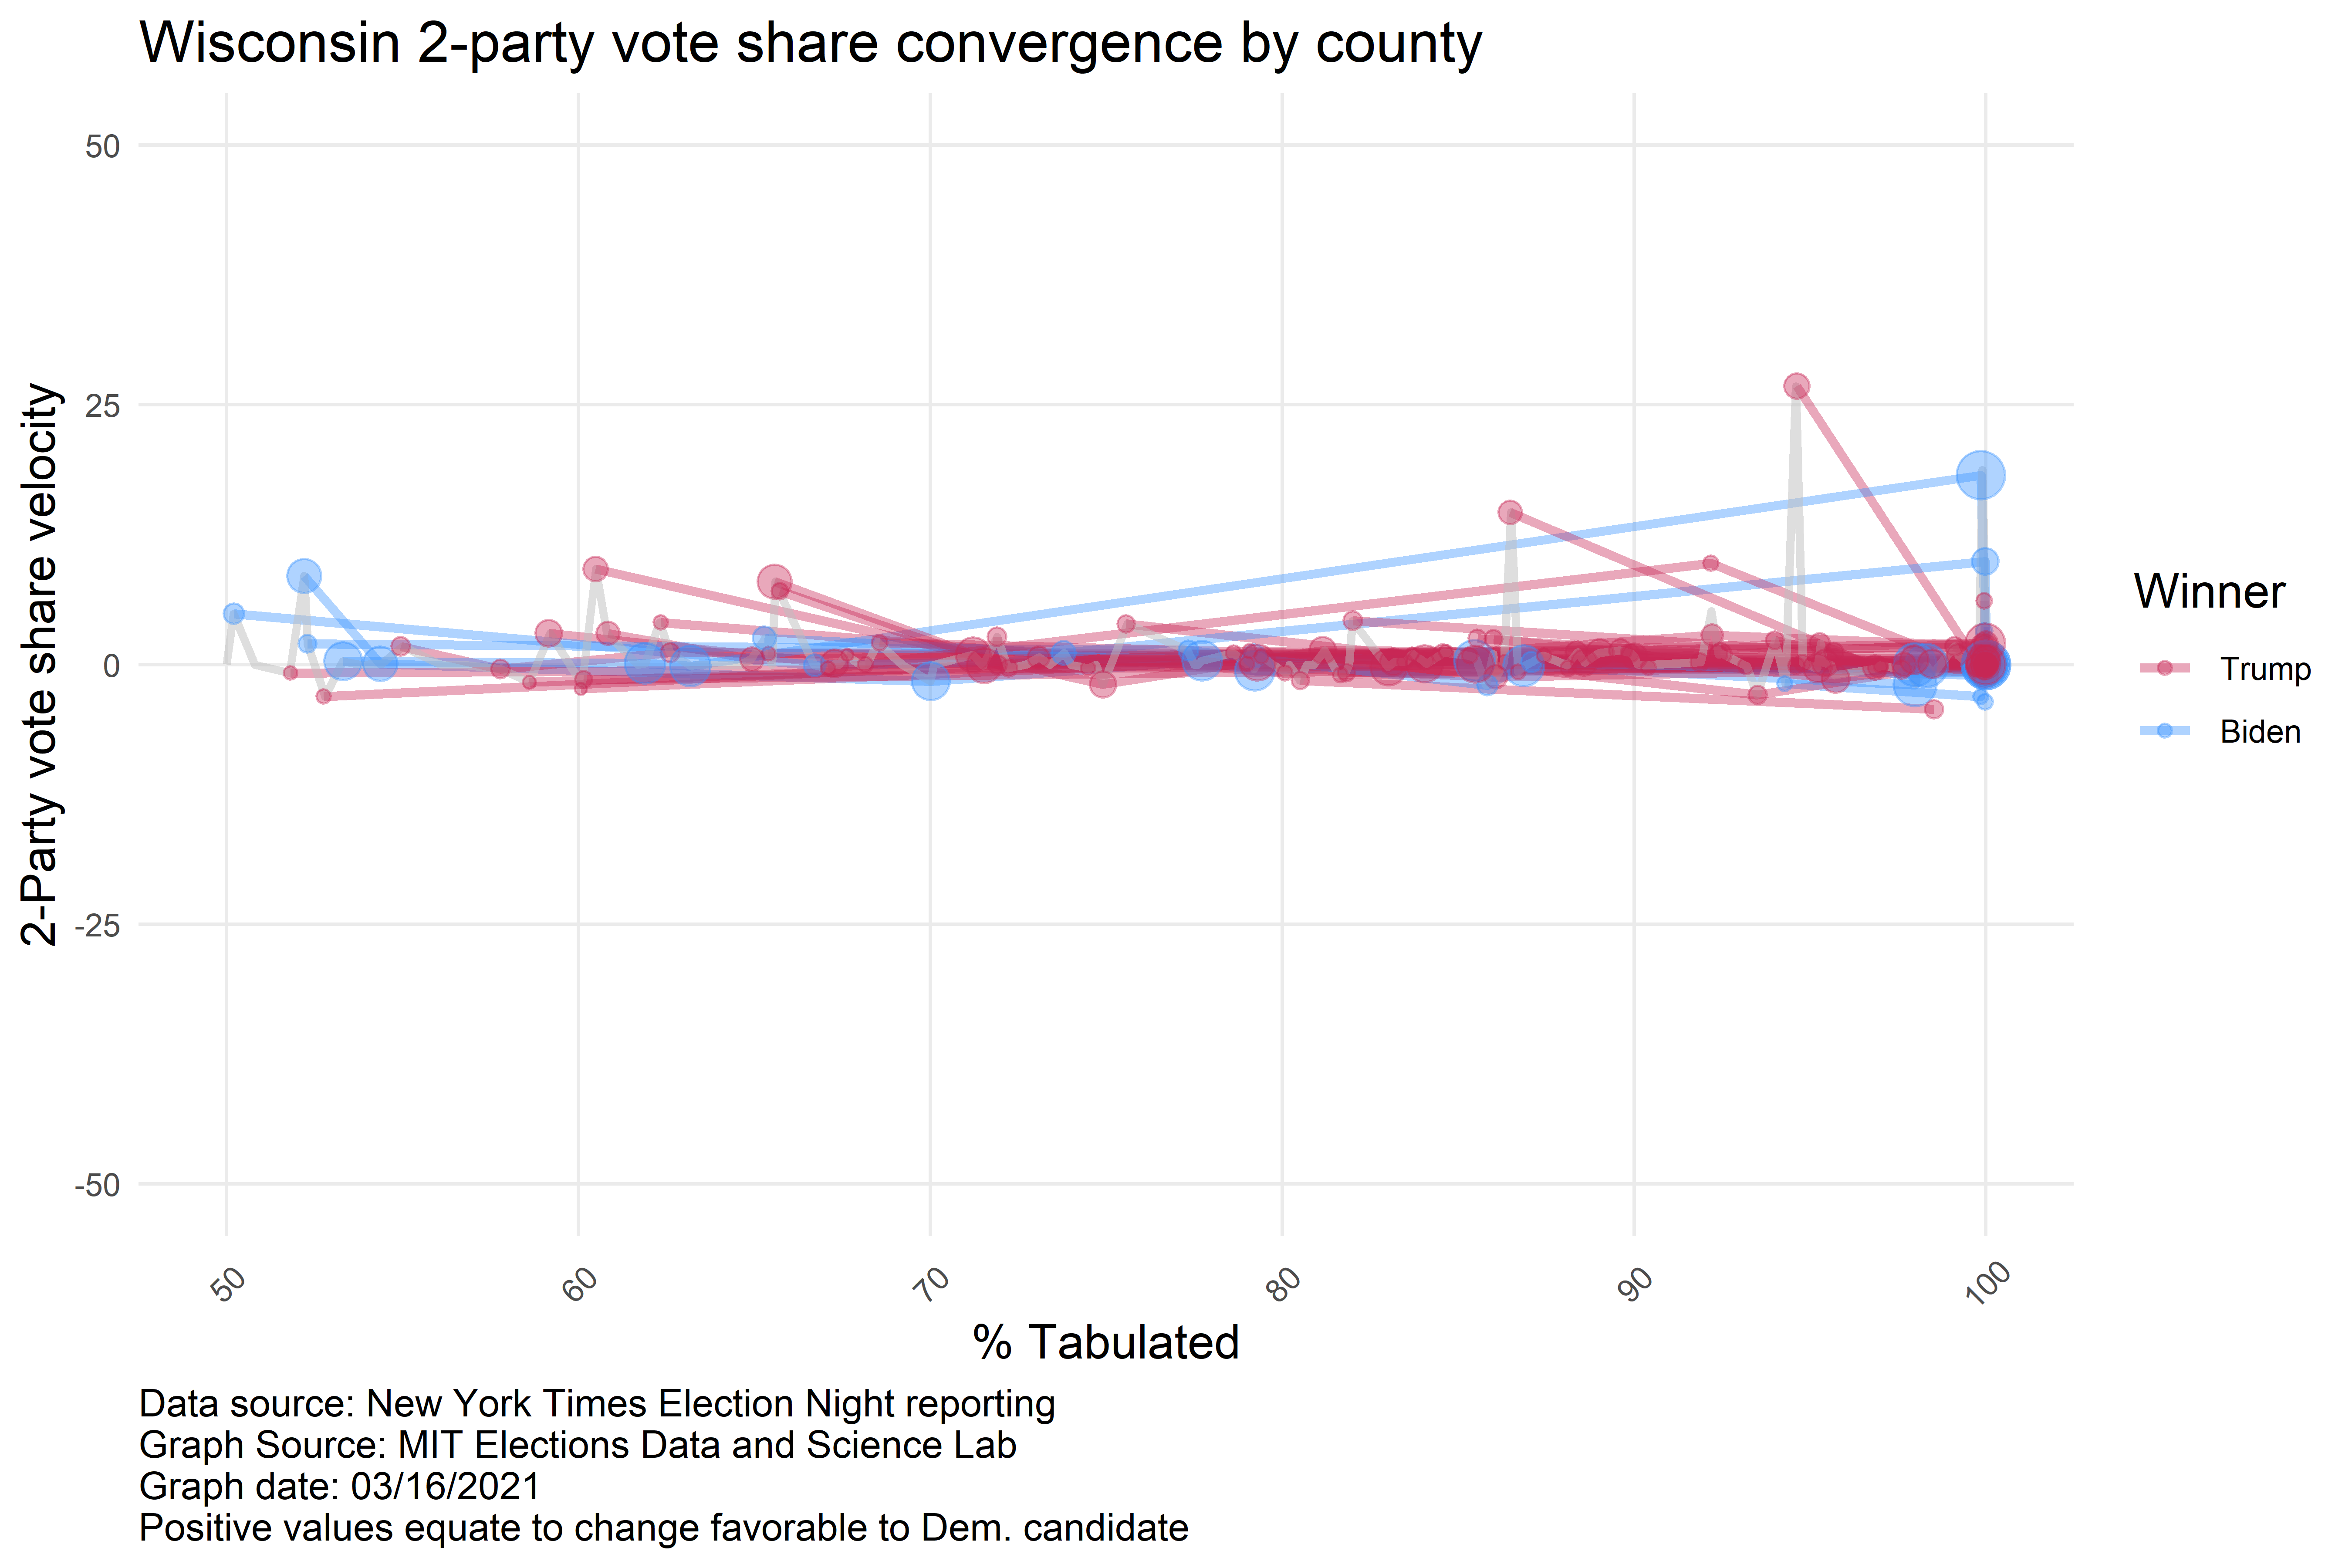 Wisconsin 2-party vote share convergence by county
50
25
0
-25
-50
2-Party vote share velocity
50
60
70
80
90
100
% Tabulated
Winner
Trump
Biden
Data source: New York Times Election Night reporting
Graph Source: MIT Elections Data and Science Lab
Graph date: 03/16/2021
Positive values equate to change favorable to Dem. candidate